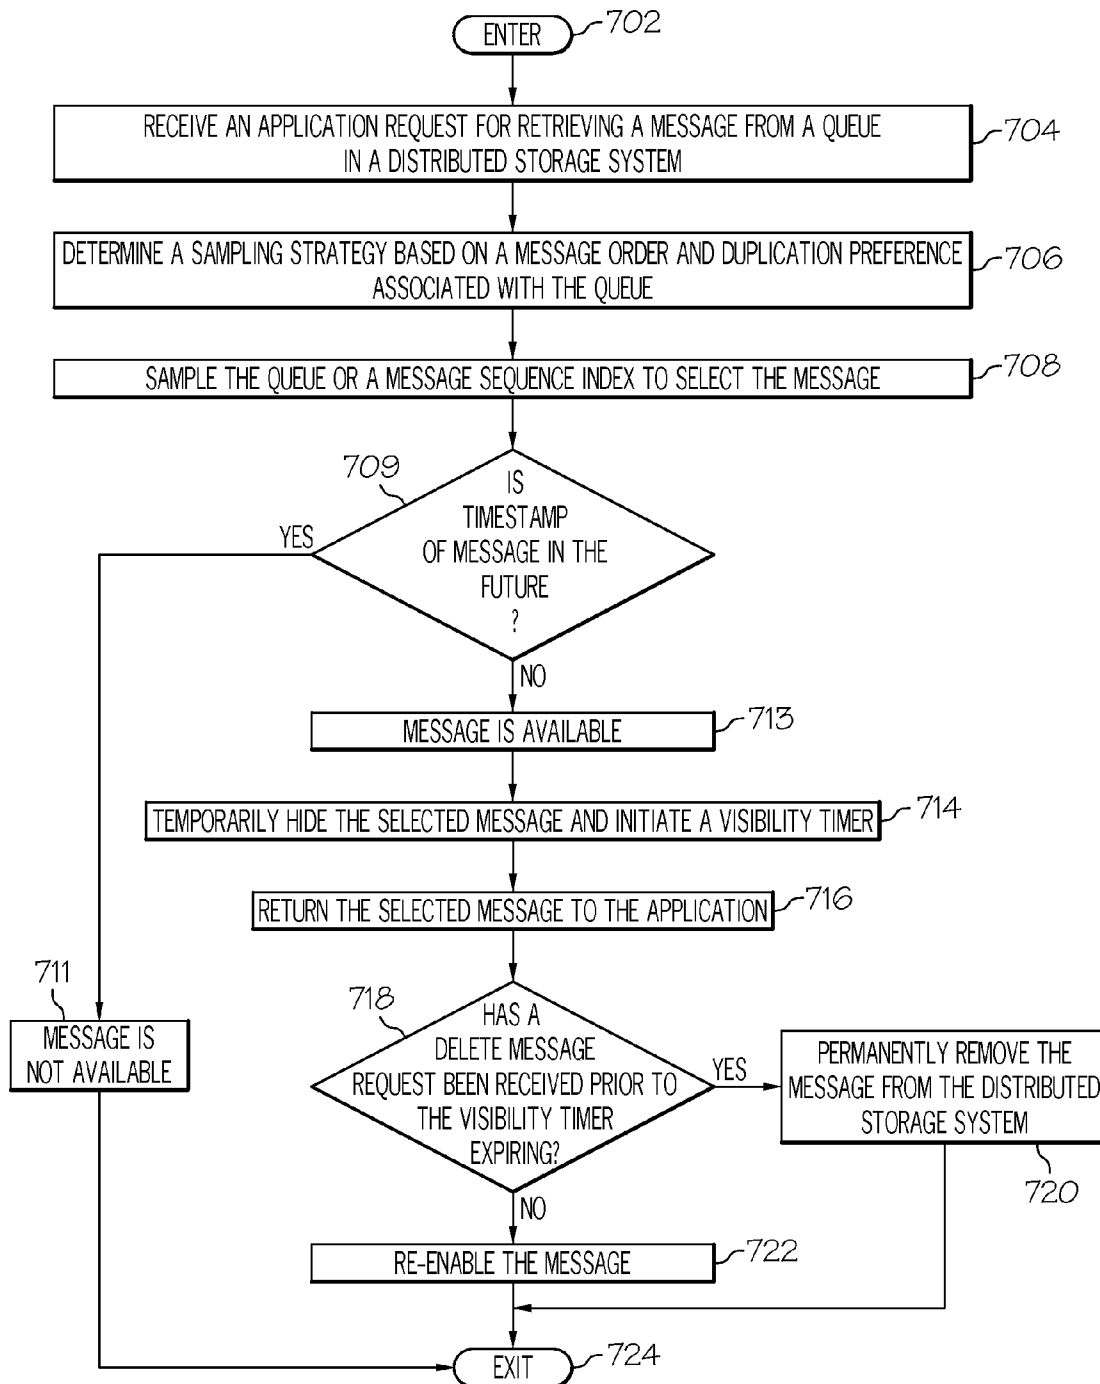 ENTER
702
RECEIVE AN APPLICATION REQUEST FOR RETRIEVING A MESSAGE FROM A QUEUE
IN A DISTRIBUTED STORAGE SYSTEM
704
DETERMINE A SAMPLING STRATEGY BASED ON A MESSAGE ORDER AND DUPLICATION PREFERENCE
ASSOCIATED WITH THE QUEUE
706
SAMPLE THE QUEUE OR A MESSAGE SEQUENCE INDEX TO SELECT THE MESSAGE
708
709
IS
TIMESTAMP
OF MESSAGE IN THE
FUTURE
?
YES
NO
MESSAGE IS AVAILABLE
713
TEMPORARILY HIDE THE SELECTED MESSAGE AND INITIATE A VISIBILITY TIMER
714
RETURN THE SELECTED MESSAGE TO THE APPLICATION
716
711
MESSAGE IS
NOT AVAILABLE
718
HAS A
DELETE MESSAGE
REQUEST BEEN RECEIVED PRIOR TO
THE VISIBILITY TIMER
EXPIRING?
YES
PERMANENTLY REMOVE THE
MESSAGE FROM THE DISTRIBUTED
STORAGE SYSTEM
720
NO
RE-ENABLE THE MESSAGE
722
EXIT
724